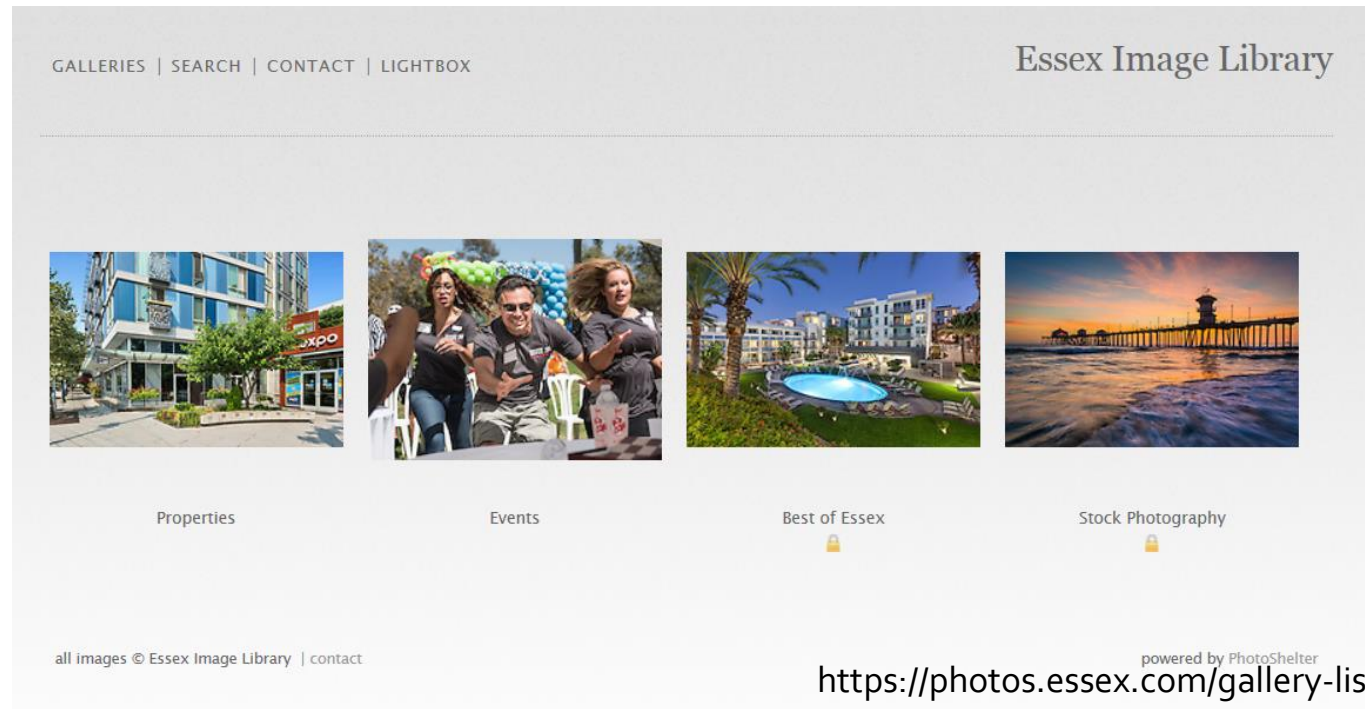 GALLERIES | SEARCH | CONTACT | LIGHTBOX
Essex Image Library
expo
Properties
Events
Best of Essex
Stock Photography
all images © Essex Image Library | contact
powered by PhotoShelter
https://photos.essex.com/gallery-lis